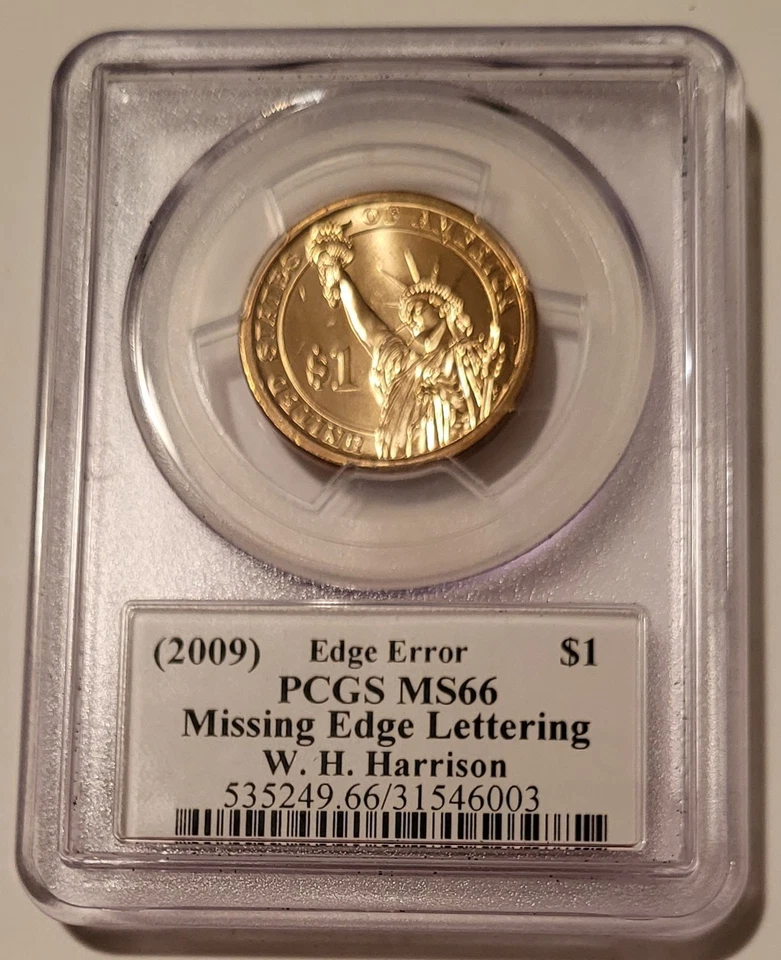 UNITED STATES OF AMERICA
$1
(2009) Edge Error $1
PCGS MS66
Missing Edge Lettering
W. H. Harrison
535249.66/31546003